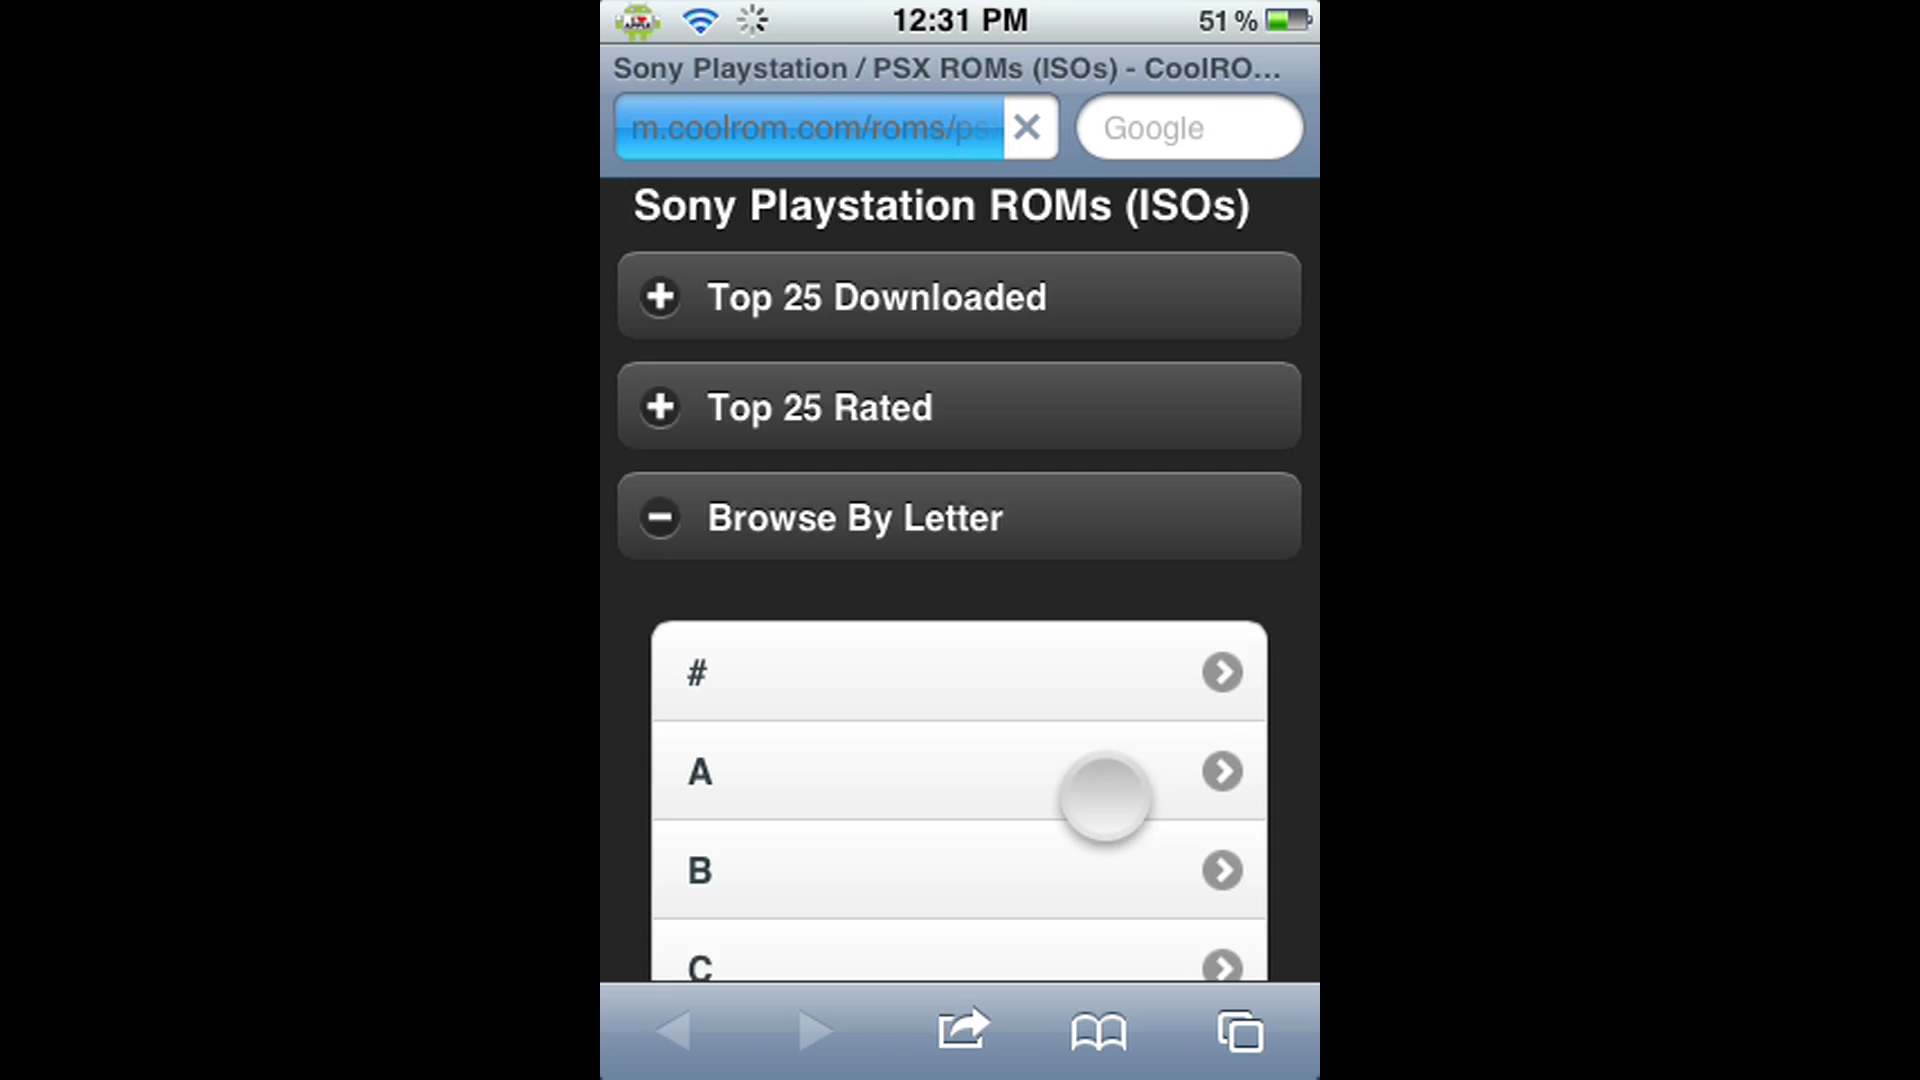 12:31 PM
51 %
Sony Playstation / PSX ROMs (ISOs) - CoolRO...
m.coolrom.com/roms/ps
Google
Sony Playstation ROMs (ISOs)
Top 25 Downloaded
Top 25 Rated
Browse By Letter
#
A
B
C